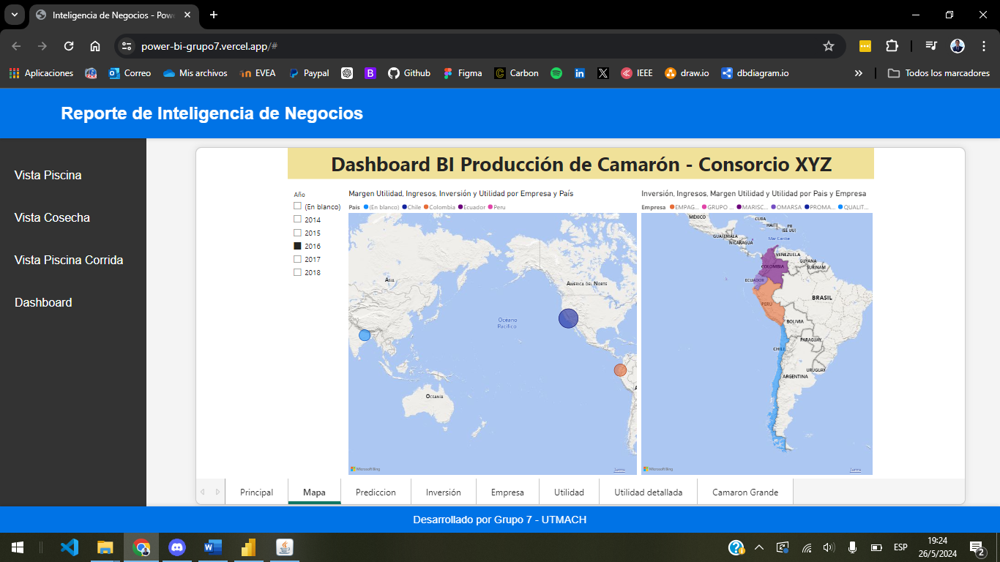 Inteligencia de Negocios - Pow
power-bi-grupo7.vercel.app/#
Aplicaciones
Correo
Mis archivos
EVEA
Paypal
Github
Figma
Carbon
IEEE
draw.io
dbdiagram.io
Todos los marcadores
Reporte de Inteligencia de Negocios
Vista Piscina
Vista Cosecha
Vista Piscina Corrida
Dashboard
Dashboard BI Producción de Camarón - Consorcio XYZ
Año
(En blanco)
2014
2015
2016
2017
2018
Margen Utilidad, Ingresos, Inversión y Utilidad por Empresa y País
País (En blanco) Chile Colombia Ecuador Peru
ASIA
AMÉRICA DEL NORTE
Océano
Pacífico
OCEANÍA
A
Microsoft Bing
Terms
Inversión, Ingresos, Margen Utilidad y Utilidad por Pais y Empresa
Empresa EMPAG... GRUPO ... MARISC... OMARSA PROMA... QUALIT...
MÉXICO
CUBA
HAITÍ
PR
(EE UU)
GUATEMALA
NICARAGUA
Mar Caribe
VENEZUELA
GUYANA
SURINAM
COLOMBIA
ECUADOR
PERÚ
BRASIL
BOLIVIA
PARAGUAY
CHILE
URUGUAY
ARGENTINA
Microsoft Bing
Terms
Principal
Mapa
Prediccion
Inversión
Empresa
Utilidad
Utilidad detallada
Camaron Grande
Desarrollado por Grupo 7 - UTMACH
ESP
19:24
26/5/2024
2